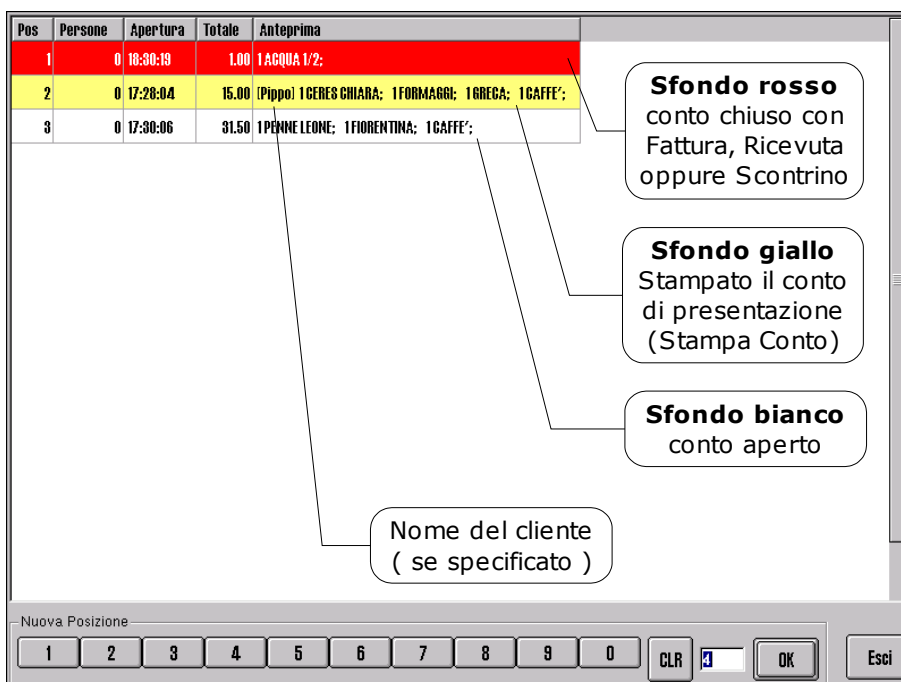 Pos Persone Apertura Totale Anteprima
1 0 18:30:19 1.00 1 ACQUA 1/2;
2 0 17:28:04 15.00 [Pippo] 1 CERES CHIARA; 1 FORMAGGI; 1 GRECA; 1 CAFFE';
3 0 17:30:06 31.50 1 PENNE LEONE; 1 FIORENTINA; 1 CAFFE';
Sfondo rosso
conto chiuso con
Fattura, Ricevuta
oppure Scontrino
Sfondo giallo
Stampato il conto
di presentazione
(Stampa Conto)
Sfondo bianco
conto aperto
Nome del cliente
( se specificato )
Nuova Posizione
1 2 3 4 5 6 7 8 9 0 CLR 4 OK Esci